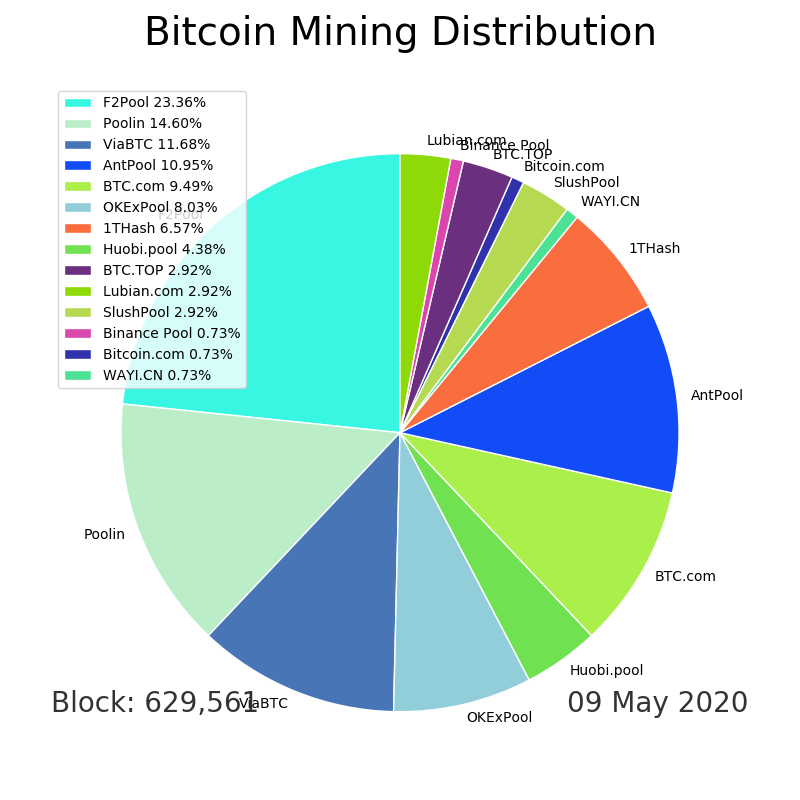 Bitcoin Mining Distribution
F2Pool 23.36%
Poolin 14.60%
ViaBTC 11.68%
AntPool 10.95%
BTC.com 9.49%
OKExPool 8.03%
1THash 6.57%
Huobi.pool 4.38%
BTC.TOP 2.92%
Lubian.com 2.92%
SlushPool 2.92%
Binance Pool 0.73%
Bitcoin.com 0.73%
WAYI.CN 0.73%
F2Pool
Lubian.com
Binance Pool
BTC.TOP
Bitcoin.com
SlushPool
WAYI.CN
1THash
AntPool
Poolin
BTC.com
Huobi.pool
ViaBTC
OKExPool
Block: 629,561
09 May 2020